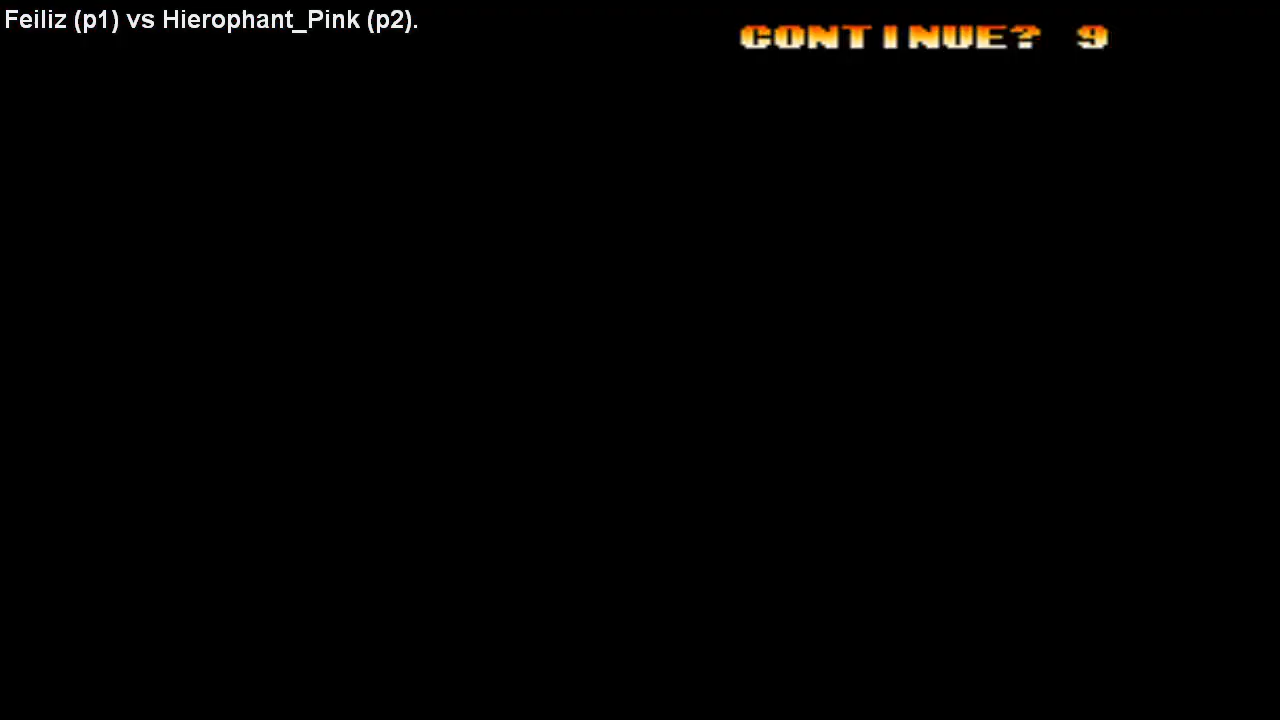 Feiliz (p1) vs Hierophant_Pink (p2).
CONTINUE? 9